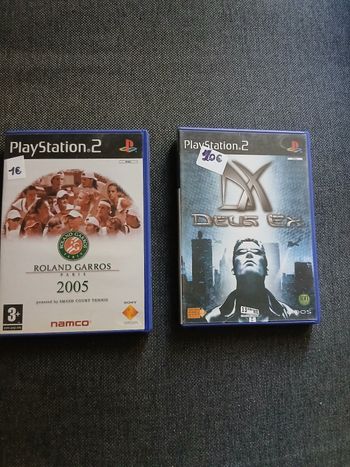 PlayStation®2
1€
ROLAND GARROS
PARIS
2005
powered by SMASH COURT TENNIS
3+
namco
SONY
PlayStation®2
20€
DX
DEUS EX